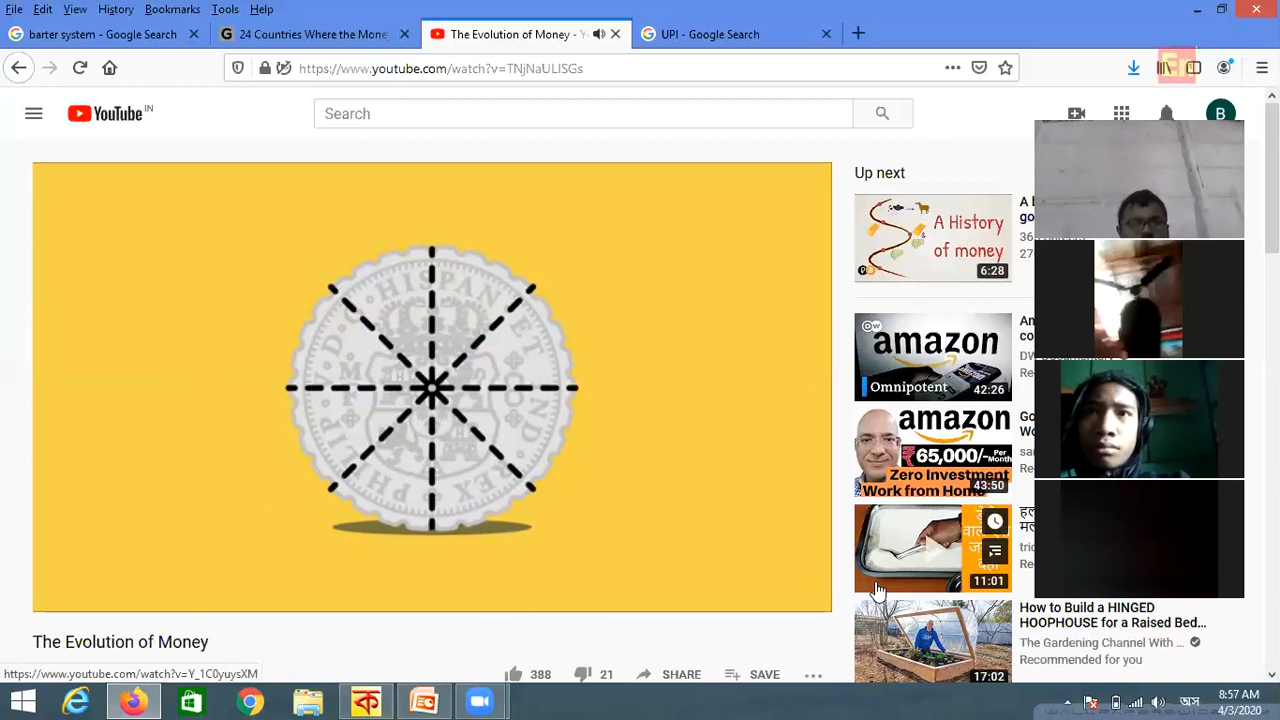 File Edit View History Bookmarks Tools Help
barter system - Google Search
24 Countries Where the Mone
The Evolution of Money - Y
UPI - Google Search
https://www.youtube.com/watch?v=TNjNaULISGs
YouTube IN
Search
B
Up next
A History
of money
6:28
amazon
Omnipotent
42:26
amazon
₹65,000/- Per Month
Zero Investment
Work from Home
43:50
11:01
How to Build a HINGED
HOOPHOUSE for a Raised Bed...
The Gardening Channel With ...
Recommended for you
17:02
The Evolution of Money
388 21 SHARE SAVE
https://www.youtube.com/watch?v=Y_1C0yuysXM
অস
8:57 AM
4/3/2020